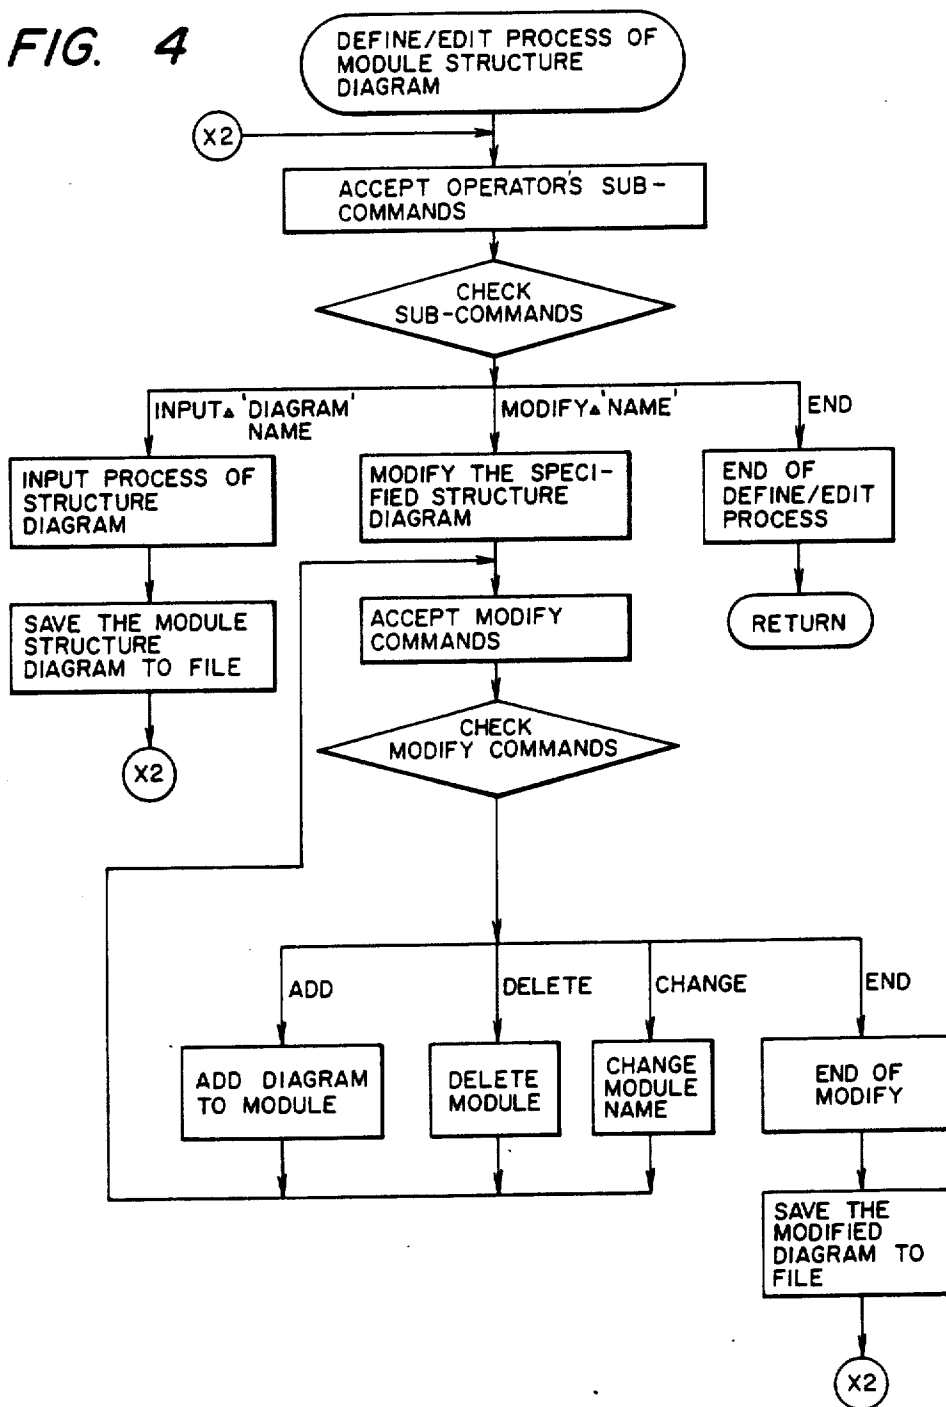 FIG. 4
DEFINE/EDIT PROCESS OF
MODULE STRUCTURE
DIAGRAM
X2
ACCEPT OPERATOR'S SUB-
COMMANDS
CHECK
SUB-COMMANDS
INPUT▵'DIAGRAM'
NAME
MODIFY▵'NAME'
END
INPUT PROCESS OF
STRUCTURE
DIAGRAM
MODIFY THE SPECI-
FIED STRUCTURE
DIAGRAM
END OF
DEFINE/EDIT
PROCESS
SAVE THE MODULE
STRUCTURE
DIAGRAM TO FILE
ACCEPT MODIFY
COMMANDS
RETURN
X2
CHECK
MODIFY COMMANDS
ADD
DELETE
CHANGE
END
ADD DIAGRAM
TO MODULE
DELETE
MODULE
CHANGE
MODULE
NAME
END OF
MODIFY
SAVE THE
MODIFIED
DIAGRAM TO
FILE
X2